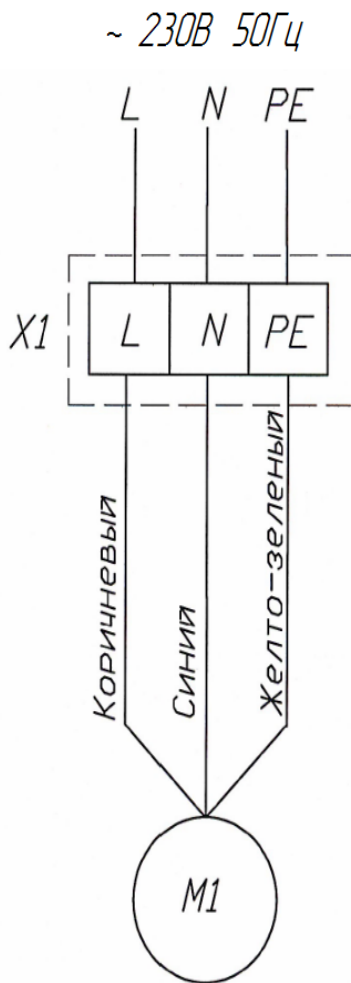 ~ 230В 50Гц
L N PE
X1 L N PE
Коричневый
Синий
Желто-зеленый
M1